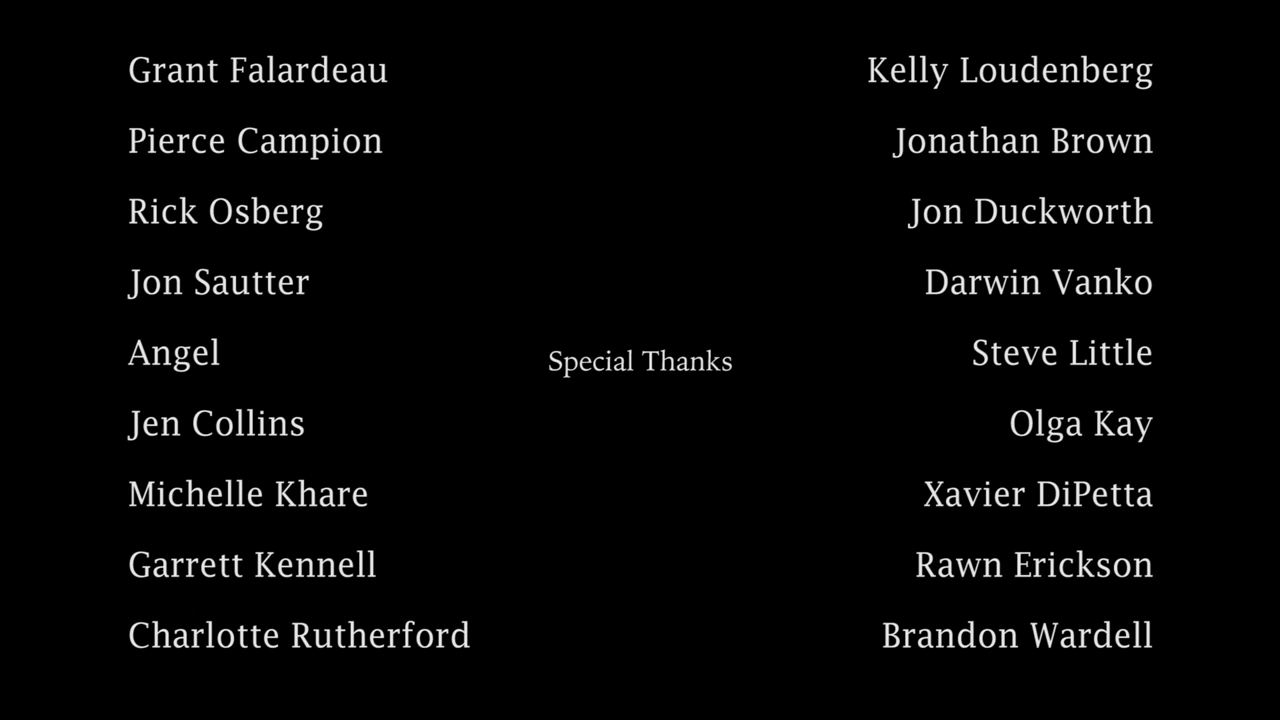 Grant Falardeau
Pierce Campion
Rick Osberg
Jon Sautter
Angel
Jen Collins
Michelle Khare
Garrett Kennell
Charlotte Rutherford
Special Thanks
Kelly Loudenberg
Jonathan Brown
Jon Duckworth
Darwin Vanko
Steve Little
Olga Kay
Xavier DiPetta
Rawn Erickson
Brandon Wardell